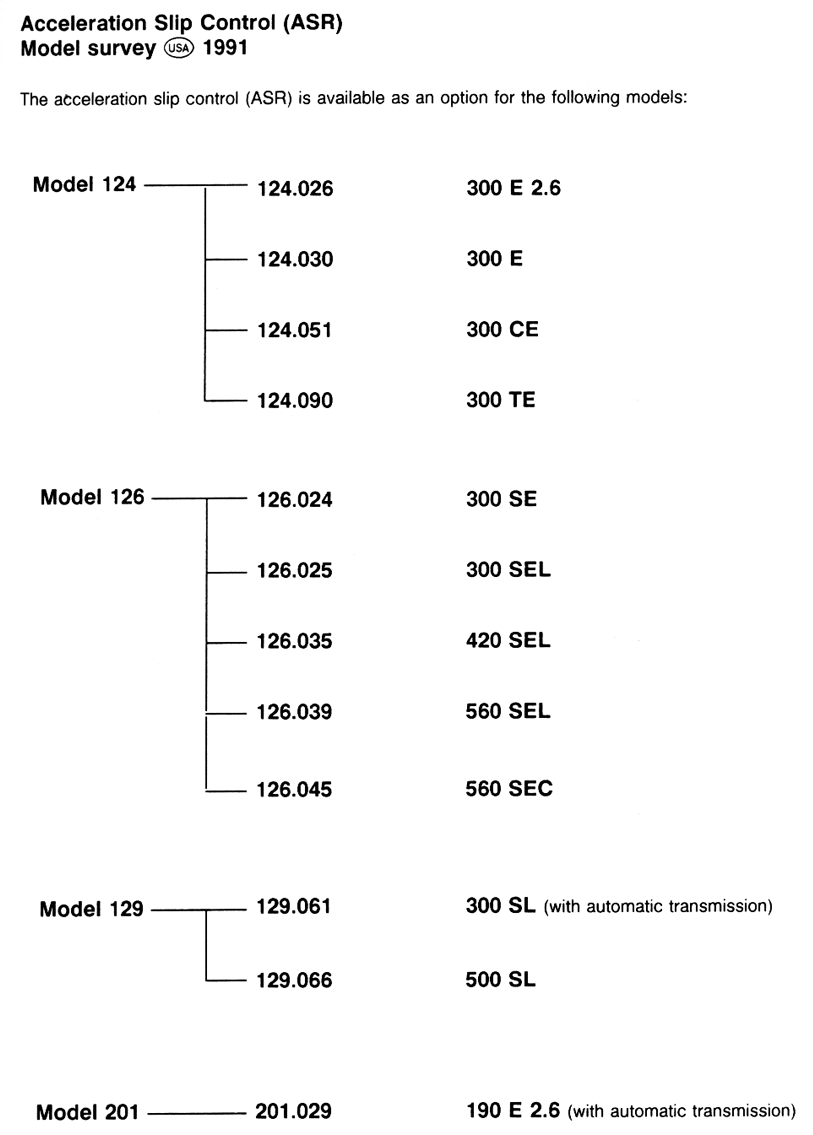 Acceleration Slip Control (ASR)
Model survey USA 1991
The acceleration slip control (ASR) is available as an option for the following models:
Model 124 124.026 300 E 2.6
124.030 300 E
124.051 300 CE
124.090 300 TE
Model 126 126.024 300 SE
126.025 300 SEL
126.035 420 SEL
126.039 560 SEL
126.045 560 SEC
Model 129 129.061 300 SL (with automatic transmission)
129.066 500 SL
Model 201 201.029 190 E 2.6 (with automatic transmission)